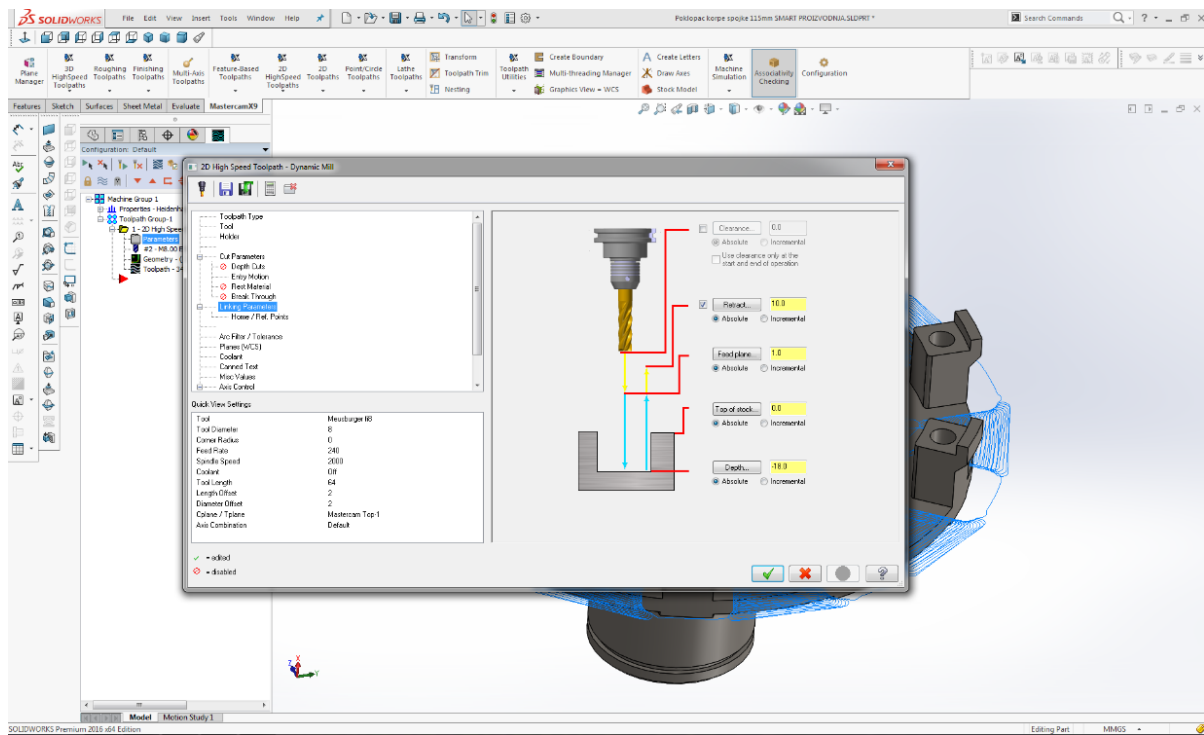 SOLIDWORKS File Edit View Insert Tools Window Help Poklopac korpe spojke 115mm SMART PROIZVODNJA.SLDPRT * Search Commands
Plane Manager
3D HighSpeed Toolpaths
Roughing Toolpaths
Finishing Toolpaths
Multi-Axis Toolpaths
Feature-Based Toolpaths
2D HighSpeed Toolpaths
2D Toolpaths
Point/Circle Toolpaths
Lathe Toolpaths
Transform
Toolpath Trim
Nesting
Toolpath Utilities
Create Boundary
Multi-threading Manager
Graphics View = WCS
Create Letters
Draw Axes
Stock Model
Machine Simulation
Associativity Checking
Configuration
Features Sketch Surfaces Sheet Metal Evaluate MastercamX9
Configuration: Default
Machine Group 1
Properties - Heidenh
Toolpath Group-1
1 - 2D High Spee
Parameters
#2 - M8.00
Geometry -
Toolpath -
2D High Speed Toolpath - Dynamic Mill
Toolpath Type
Tool
Holder
Cut Parameters
Depth Cuts
Entry Motion
Rest Material
Break Through
Linking Parameters
Home / Ref. Points
Arc Filter / Tolerance
Planes (WCS)
Coolant
Canned Text
Misc Values
Axis Control
Quick View Settings
Tool Meusburger fi8
Tool Diameter 8
Corner Radius 0
Feed Rate 240
Spindle Speed 2000
Coolant Off
Tool Length 64
Length Offset 2
Diameter Offset 2
Cplane / Tplane Mastercam Top-1
Axis Combination Default
= edited
= disabled
Clearance... 0.0
Absolute Incremental
Use clearance only at the
start and end of operation
Retract... 10.0
Absolute Incremental
Feed plane... 1.0
Absolute Incremental
Top of stock... 0.0
Absolute Incremental
Depth... -18.0
Absolute Incremental
Z X Y
Model Motion Study 1
SOLIDWORKS Premium 2016 x64 Edition Editing Part MMGS